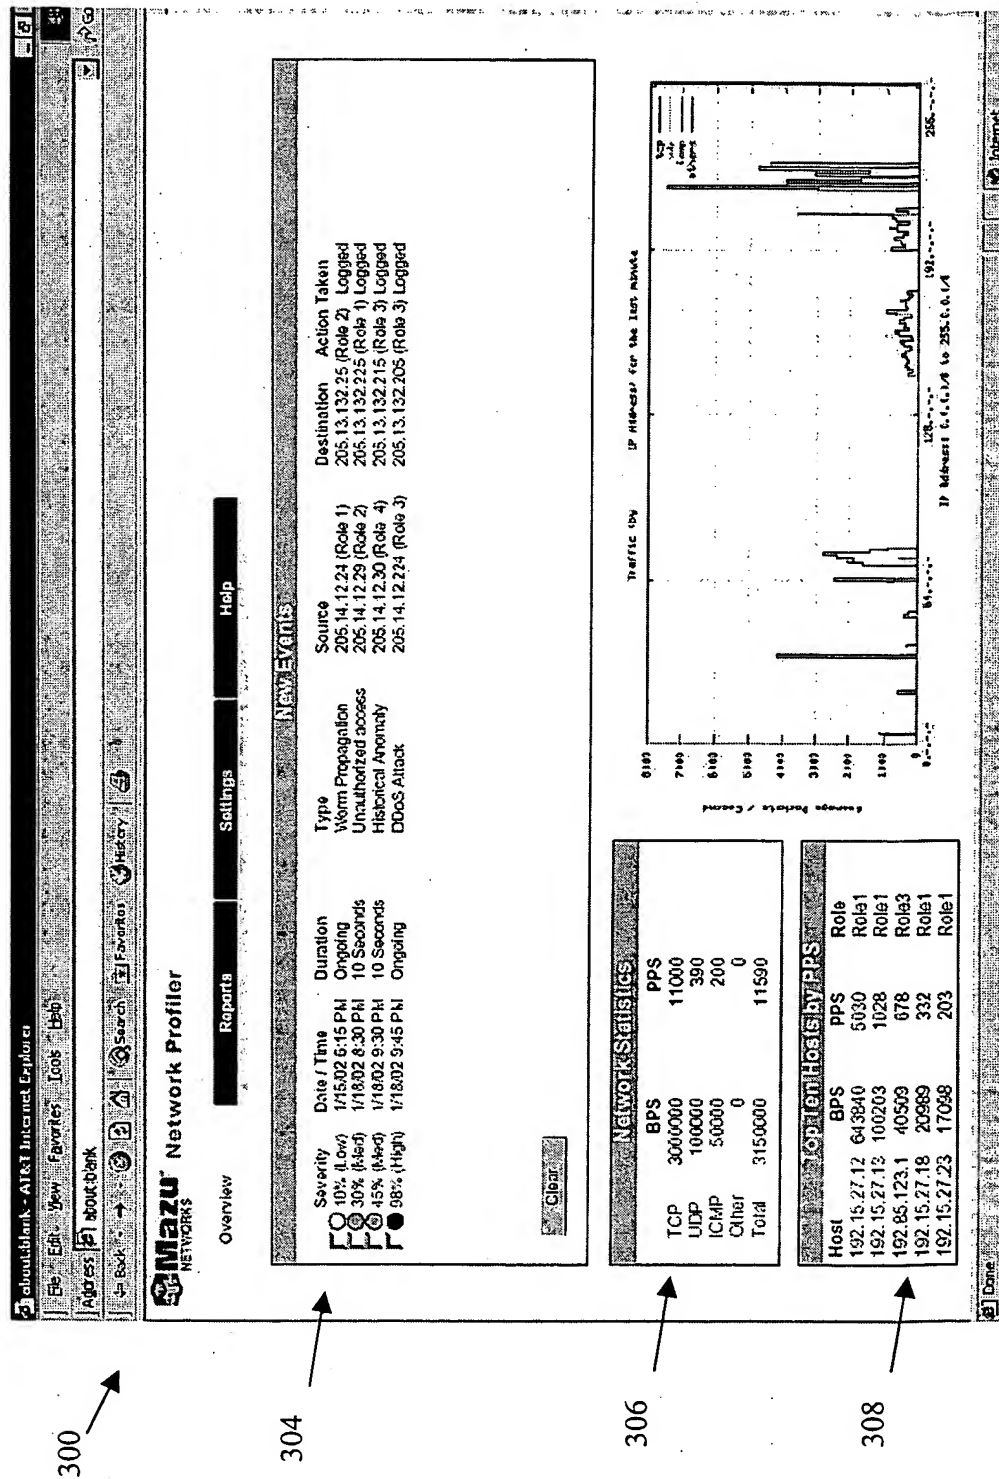 300
304
306
308
about:blank - AT&T Internet Explorer
File Edit View Favorites Tools Help
Address about:blank Go
Back Search Favorites History
Mazu Network Profiler
NETWORKS
Overview Reports Settings Help
New Events
Severity Date / Time Duration Type Source Destination Action Taken
10% (Low) 1/15/02 6:15 PM Ongoing Worm Propagation 205.14.12.24 (Role 1) 205.13.132.25 (Role 2) Logged
30% (Med) 1/18/02 8:30 PM 10 Seconds Unauthorized access 205.14.12.29 (Role 2) 205.13.132.225 (Role 1) Logged
45% (Med) 1/18/02 9:30 PM 10 Seconds Historical Anomaly 205.14.12.30 (Role 4) 205.13.132.215 (Role 3) Logged
98% (High) 1/18/02 9:45 PM Ongoing DDoS Attack 205.14.12.224 (Role 3) 205.13.132.205 (Role 3) Logged
Clear
Network Statistics
BPS PPS
TCP 3000000 11000
UDP 100000 390
ICMP 50000 200
Other 0 0
Total 3150000 11590
Top Ten Hosts by PPS
Host BPS PPS Role
192.15.27.12 643840 5030 Role1
192.15.27.13 100203 1028 Role1
192.85.123.1 40509 678 Role3
192.15.27.18 20989 332 Role1
192.15.27.23 17098 203 Role1
Traffic by IP Address for the last minute
tcp
udp
icmp
others
Average Packets / Second
0.-.-.- 64.-.-.- 128.-.-.- 192.-.-.- 255.-.-.-
Done
Internet